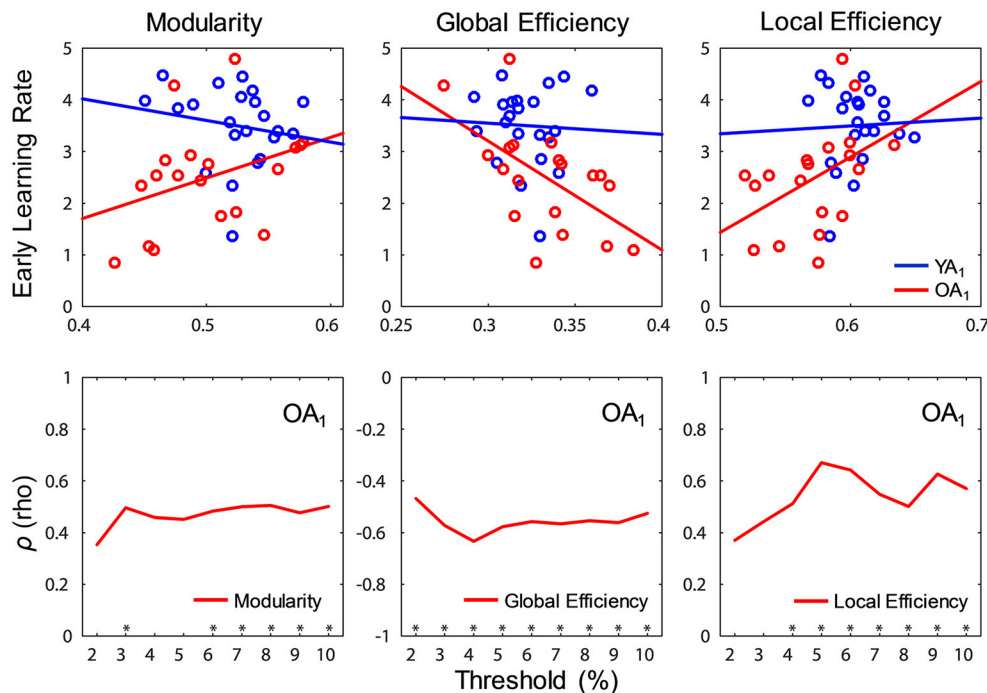 Modularity
Global Efficiency
Local Efficiency
Early Learning Rate
5
4
3
2
1
0
0.4
0.5
0.6
5
4
3
2
1
0
0.25
0.3
0.35
0.4
5
4
3
2
1
0
0.5
0.6
0.7
YA1
OA1
ρ (rho)
1
0.8
0.6
0.4
0.2
0
OA1
Modularity
* * * * * *
2 3 4 5 6 7 8 9 10
-0
-0.2
-0.4
-0.6
-0.8
-1
OA1
Global Efficiency
* * * * * * * * *
2 3 4 5 6 7 8 9 10
1
0.8
0.6
0.4
0.2
0
OA1
Local Efficiency
* * * * * * *
2 3 4 5 6 7 8 9 10
Threshold (%)